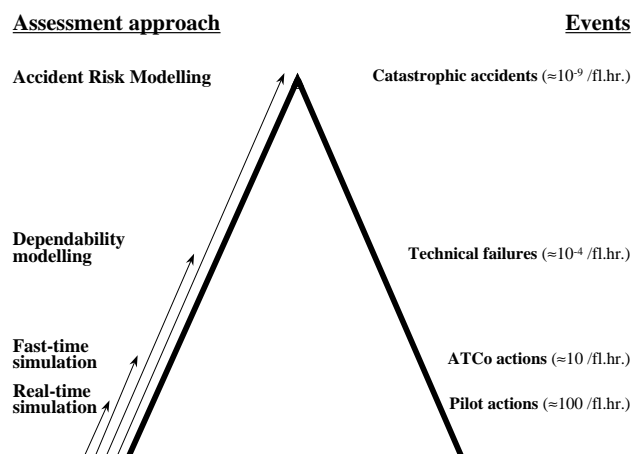 Assessment approach Events
Accident Risk Modelling Catastrophic accidents (≈10⁻⁹ /fl.hr.)
Dependability
modelling Technical failures (≈10⁻⁴ /fl.hr.)
Fast-time
simulation ATCo actions (≈10 /fl.hr.)
Real-time
simulation Pilot actions (≈100 /fl.hr.)